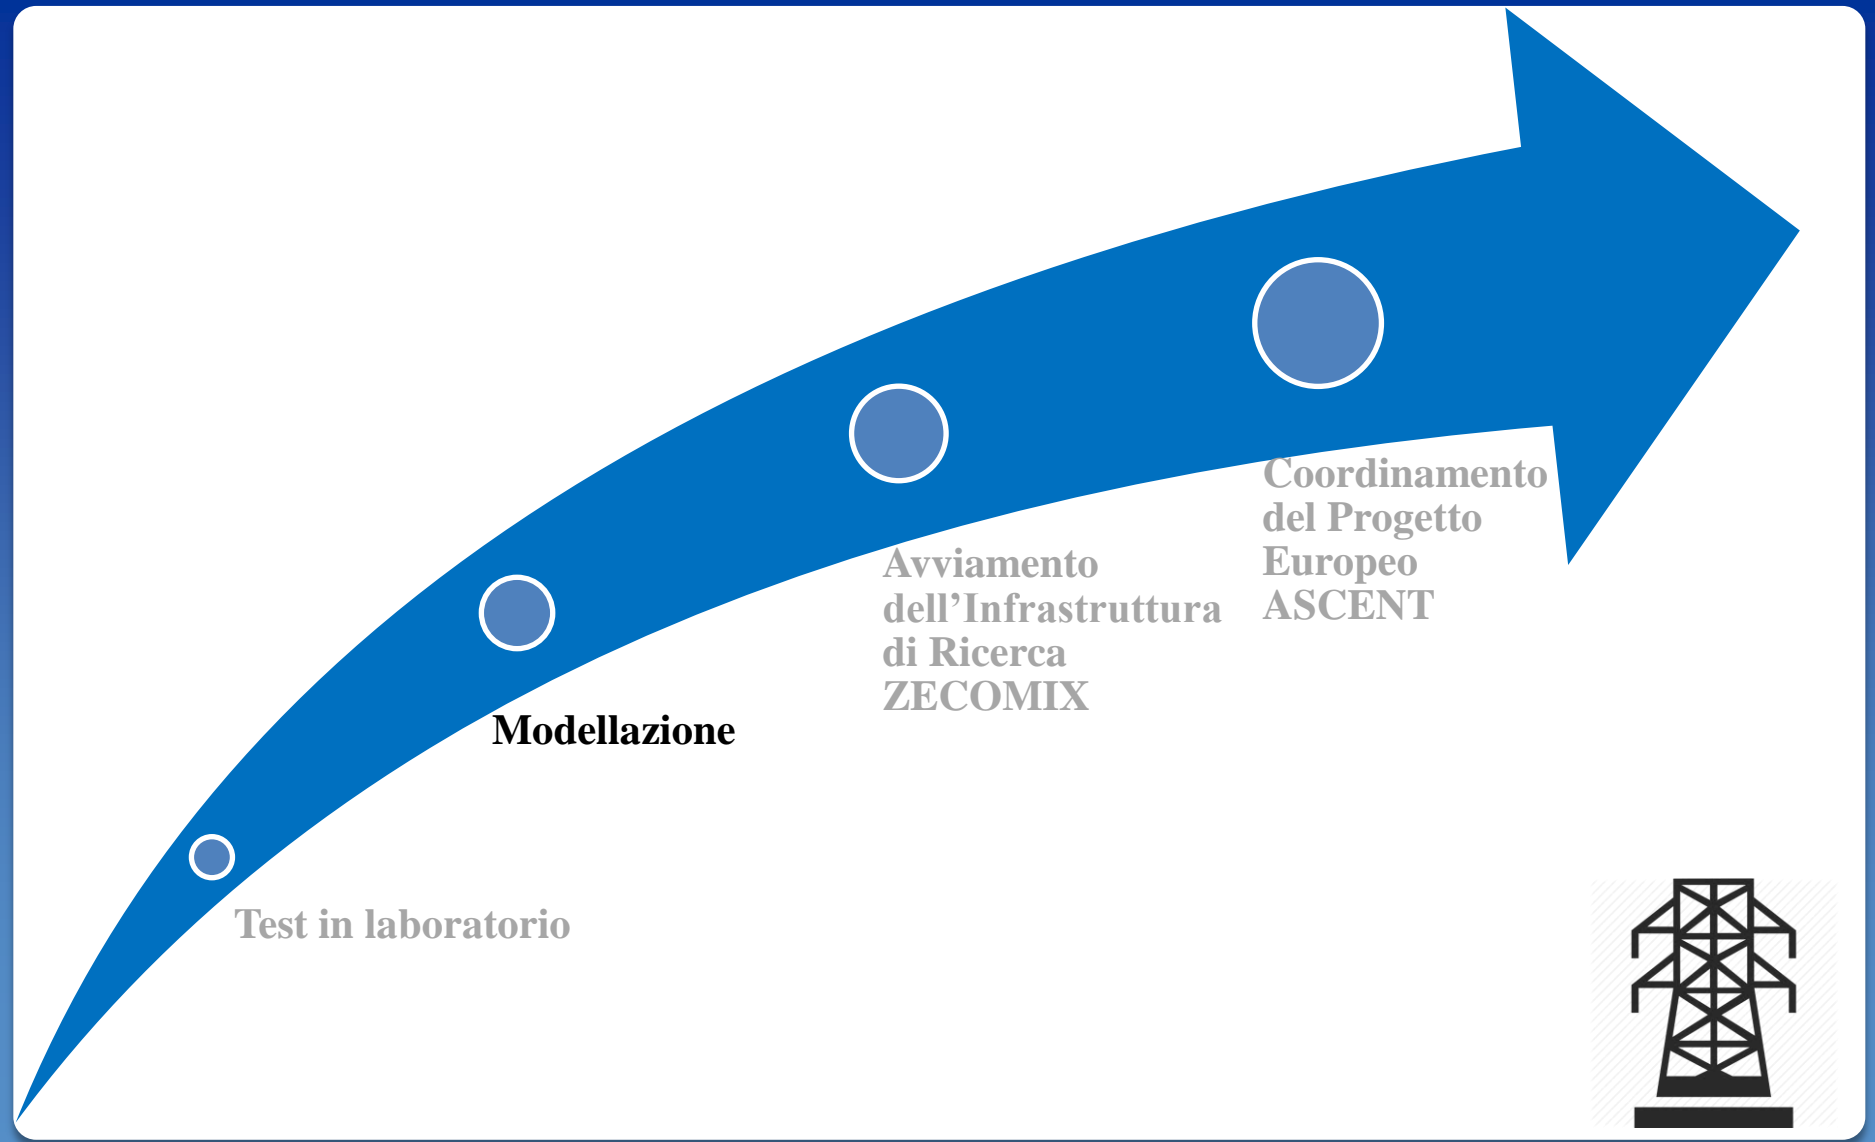 Test in laboratorio
Modellazione
Avviamento
dell’Infrastruttura
di Ricerca
ZECOMIX
Coordinamento
del Progetto
Europeo
ASCENT